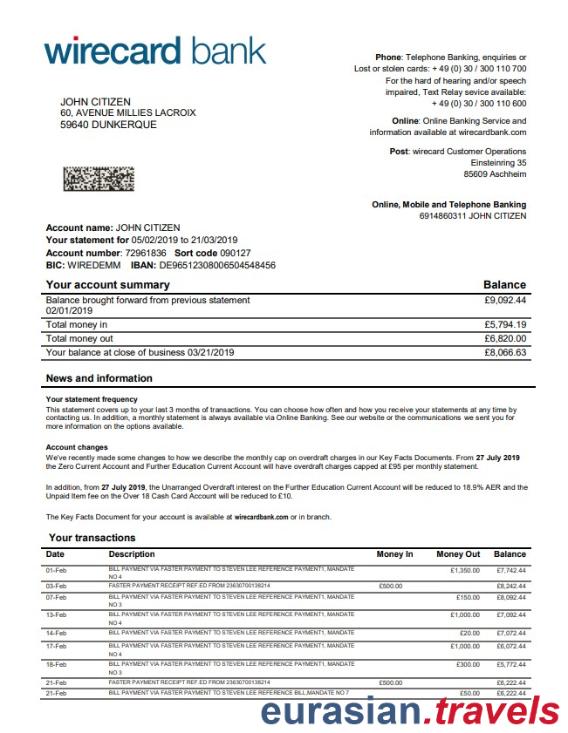 wirecard bank
Phone: Telephone Banking, enquiries or
Lost or stolen cards: + 49 (0) 30 / 300 110 700
For the hard of hearing and/or speech
impaired, Text Relay sevice available:
+ 49 (0) 30 / 300 110 600
Online: Online Banking Service and
information available at wirecardbank.com
Post: wirecard Customer Operations
Einsteinring 35
85609 Aschheim
Online, Mobile and Telephone Banking
6914860311 JOHN CITIZEN
JOHN CITIZEN
60, AVENUE MILLIES LACROIX
59640 DUNKERQUE
Account name: JOHN CITIZEN
Your statement for 05/02/2019 to 21/03/2019
Account number: 72961836 Sort code 090127
BIC: WIREDEMM IBAN: DE96512308006504548456
Your account summary Balance
Balance brought forward from previous statement £9,092.44
02/01/2019
Total money in £5,794.19
Total money out £6,820.00
Your balance at close of business 03/21/2019 £8,066.63
News and information
Your statement frequency
This statement covers up to your last 3 months of transactions. You can choose how often and how you receive your statements at any time by
contacting us. In addition, a monthly statement is always available via Online Banking. See our website or the communications we sent you for
more information on the options available.
Account changes
We've recently made some changes to how we describe the monthly cap on overdraft charges in our Key Facts Documents. From 27 July 2019
the Zero Current Account and Further Education Current Account will have overdraft charges capped at £95 per monthly statement.
In addition, from 27 July 2019, the Unarranged Overdraft interest on the Further Education Current Account will be reduced to 18.9% AER and the
Unpaid Item fee on the Over 18 Cash Card Account will be reduced to £10.
The Key Facts Document for your account is available at wirecardbank.com or in branch.
Your transactions
Date Description Money In Money Out Balance
01-Feb BILL PAYMENT VIA FASTER PAYMENT TO STEVEN LEE REFERENCE PAYMENT1, MANDATE £1,350.00 £7,742.44
NO 4
03-Feb FASTER PAYMENT RECEIPT REF.ED FROM 23630700138214 £500.00 £8,242.44
07-Feb BILL PAYMENT VIA FASTER PAYMENT TO STEVEN LEE REFERENCE PAYMENT1, MANDATE £150.00 £8,092.44
NO 3
13-Feb BILL PAYMENT VIA FASTER PAYMENT TO STEVEN LEE REFERENCE PAYMENT1, MANDATE £1,000.00 £7,092.44
NO 4
14-Feb BILL PAYMENT VIA FASTER PAYMENT TO STEVEN LEE REFERENCE PAYMENT1, MANDATE £20.00 £7,072.44
17-Feb BILL PAYMENT VIA FASTER PAYMENT TO STEVEN LEE REFERENCE PAYMENT1, MANDATE £1,000.00 £6,072.44
NO 4
18-Feb BILL PAYMENT VIA FASTER PAYMENT TO STEVEN LEE REFERENCE PAYMENT1, MANDATE £300.00 £5,772.44
NO 3
21-Feb FASTER PAYMENT RECEIPT REF.ED FROM 23630700138214 £500.00 £6,222.44
21-Feb BILL PAYMENT VIA FASTER PAYMENT TO STEVEN LEE REFERENCE BILL,MANDATE NO 7 £50.00 £6,222.44
eurasian.travels